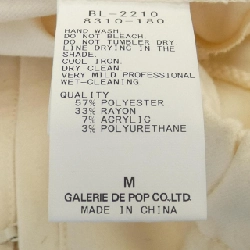 BL-2210
8310-180
HAND WASH.
DO NOT BLEACH.
DO NOT TUMBLER DRY
LINE DRYING IN THE
SHADE.
COOL IRON.
DRY CLEAN
VERY MILD PROFESSIONAL
WET-CLEANING.
QUALITY
57% POLYESTER
33% RAYON
7% ACRYLIC
3% POLYURETHANE
M
GALERIE DE POP CO.LTD.
MADE IN CHINA